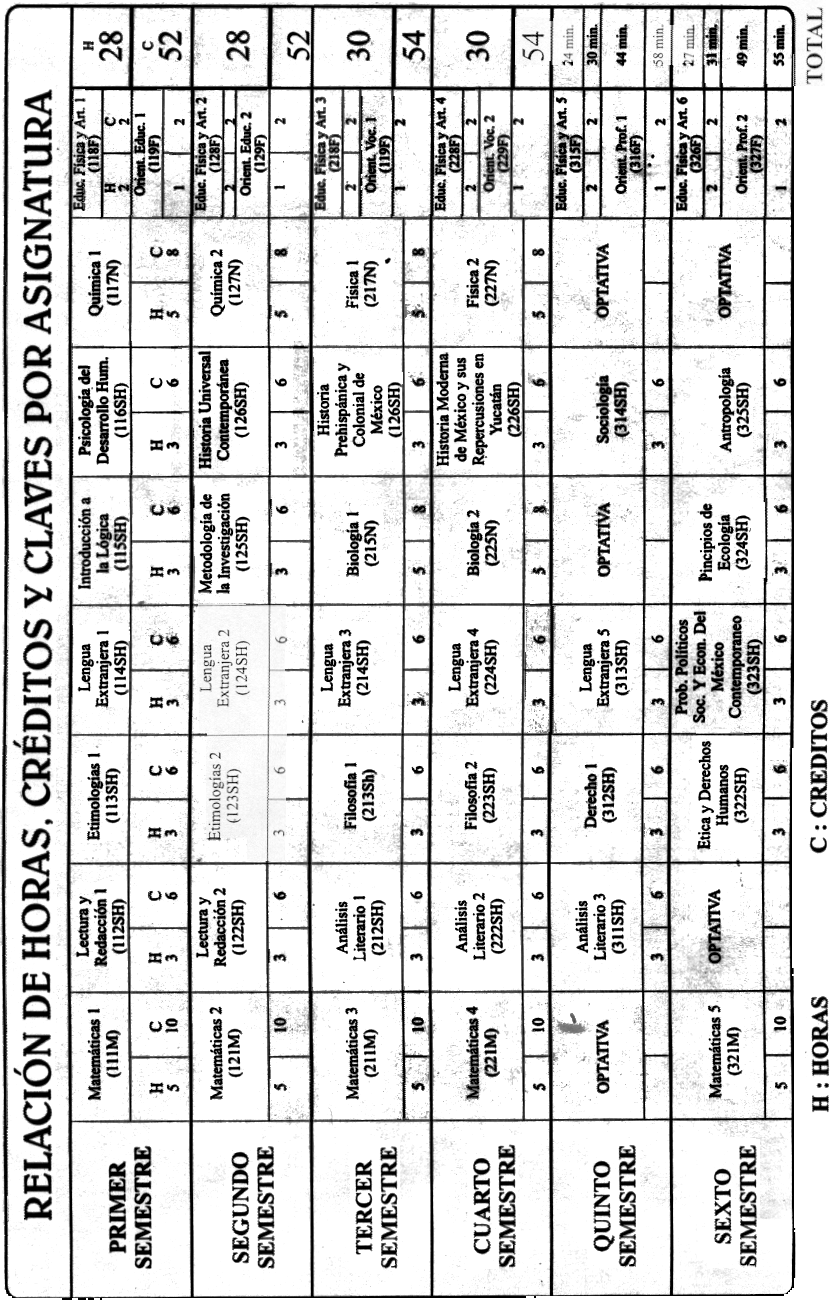 RELACIÓN DE HORAS, CRÉDITOS Y CLAVES POR ASIGNATURA
PRIMER
SEMESTRE
Matemáticas 1
(111M)
H C
5 10
Lectura y
Redacción 1
(112SH)
H C
3 6
Etimologías 1
(113SH)
H C
3 6
Lengua
Extranjera 1
(114SH)
H C
3 6
Introducción a
la Lógica
(115SH)
H C
3 6
Psicología del
Desarrollo Hum.
(116SH)
H C
3 6
Química 1
(117N)
H C
5 8
Educ. Física y Art. 1
(118F)
H C
2 2
Orient. Educ. 1
(119F)
1 2
H
28
C
52
SEGUNDO
SEMESTRE
Matemáticas 2
(121M)
5 10
Lectura y
Redacción 2
(122SH)
3 6
Etimologías 2
(123SH)
3 6
Lengua
Extranjera 2
(124SH)
3 6
Metodología de
la Investigación
(125SH)
3 6
Historia Universal
Contemporánea
(126SH)
3 6
Química 2
(127N)
5 8
Educ. Física y Art. 2
(128F)
2 2
Orient. Educ. 2
(129F)
1 2
28
52
TERCER
SEMESTRE
Matemáticas 3
(211M)
5 10
Análisis
Literario 1
(212SH)
3 6
Filosofía 1
(213Sh)
3 6
Lengua
Extranjera 3
(214SH)
3 6
Biología 1
(215N)
5 8
Historia
Prehispánica y
Colonial de
México
(126SH)
3 6
Física 1
(217N)
5 8
Educ. Física y Art. 3
(218F)
2 2
Orient. Voc. 1
(119F)
1 2
30
54
CUARTO
SEMESTRE
Matemáticas 4
(221M)
5 10
Análisis
Literario 2
(222SH)
3 6
Filosofía 2
(223SH)
3 6
Lengua
Extranjera 4
(224SH)
3 6
Biología 2
(225N)
5 8
Historia Moderna
de México y sus
Repercusiones en
Yucatán
(226SH)
3 6
Física 2
(227N)
5 8
Educ. Física y Art. 4
(228F)
2 2
Orient. Voc. 2
(229F)
1 2
30
54
QUINTO
SEMESTRE
OPTATIVA
Análisis
Literario 3
(311SH)
3 6
Derecho 1
(312SH)
3 6
Lengua
Extranjera 5
(313SH)
3 6
OPTATIVA
Sociología
(314SH)
3 6
OPTATIVA
Educ. Física y Art. 5
(315F)
2 2
Orient. Prof. 1
(316F)
1 2
24 min.
30 min.
44 min.
58 min.
SEXTO
SEMESTRE
Matemáticas 5
(321M)
5 10
OPTATIVA
Etica y Derechos
Humanos
(322SH)
3 6
Prob. Políticos
Soc. Y Econ. Del
México
Contemporaneo
(323SH)
3 6
Pincipios de
Ecología
(324SH)
3 6
Antropología
(325SH)
3 6
OPTATIVA
Educ. Física y Art. 6
(326F)
2 2
Orient. Prof. 2
(327F)
1 2
27 min.
31 min.
49 min.
55 min.
H : HORAS
C : CREDITOS
TOTAL